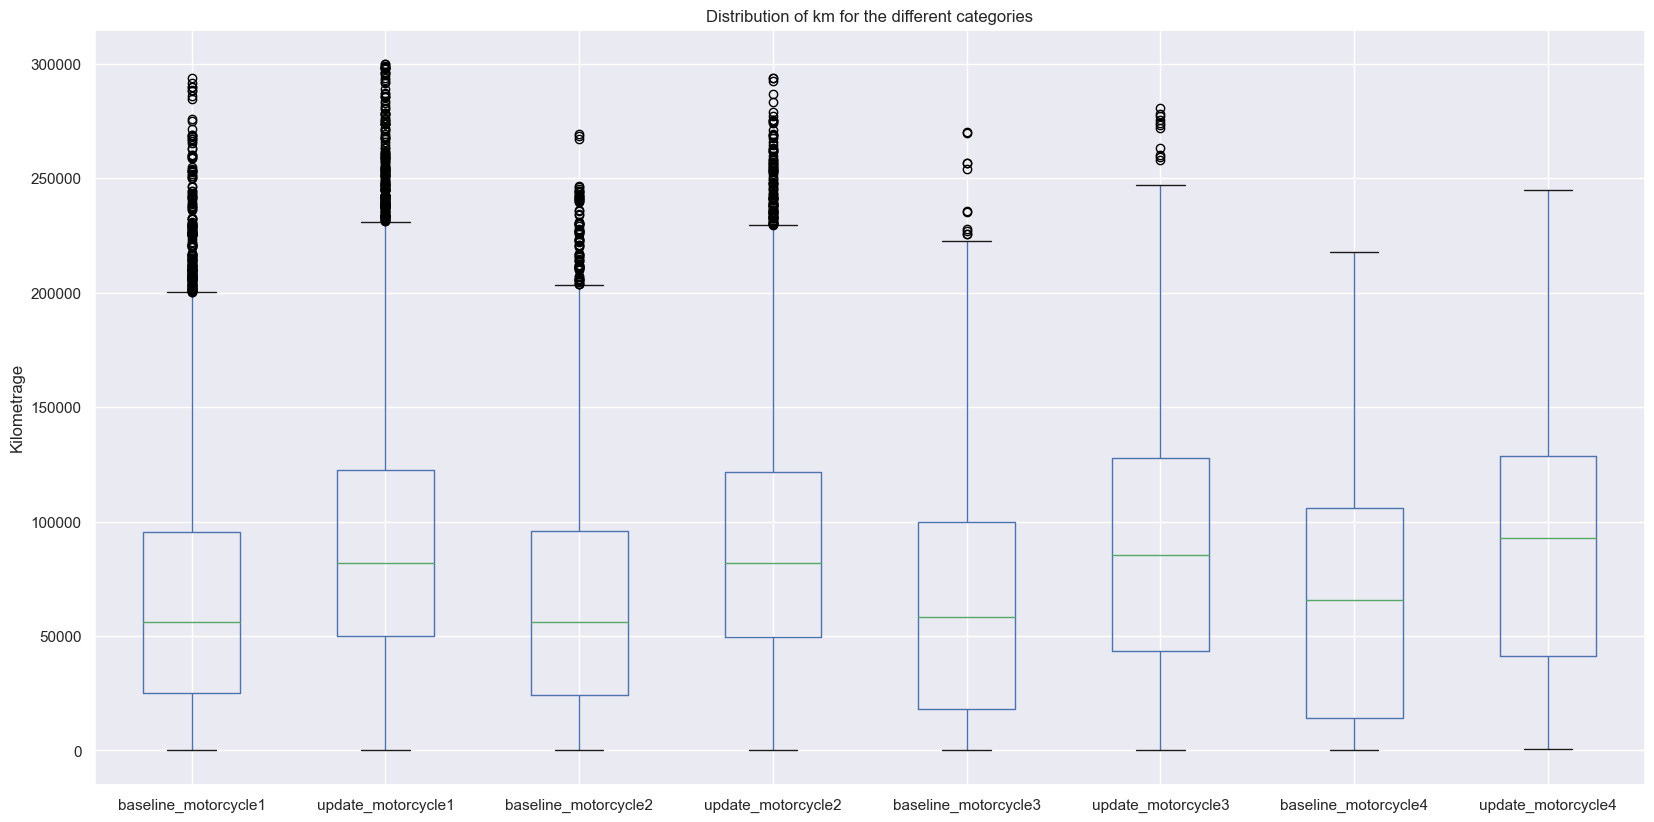 Distribution of km for the different categories
Kilometrage
300000
250000
200000
150000
100000
50000
0
baseline_motorcycle1
update_motorcycle1
baseline_motorcycle2
update_motorcycle2
baseline_motorcycle3
update_motorcycle3
baseline_motorcycle4
update_motorcycle4